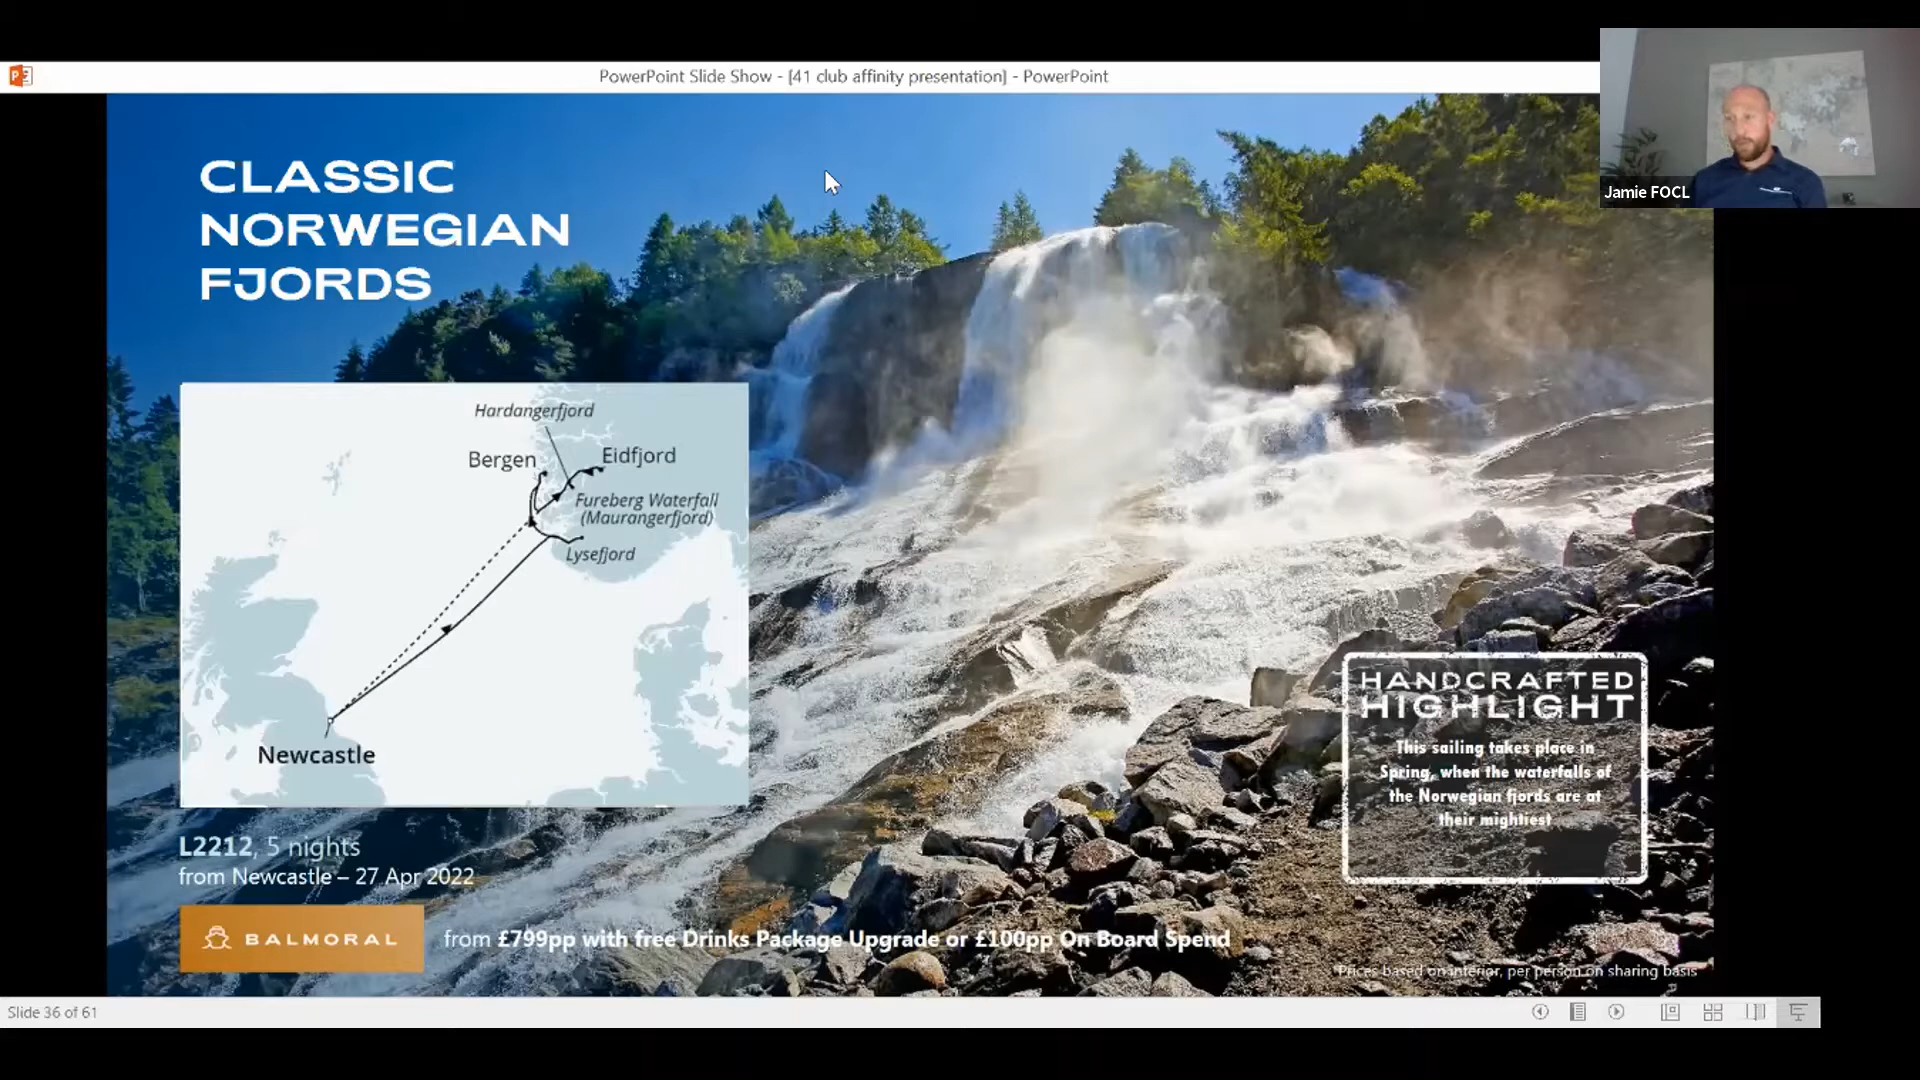 PowerPoint Slide Show - [41 club affinity presentation] - PowerPoint
Jamie FOCL
CLASSIC
NORWEGIAN
FJORDS
Hardangerfjord
Bergen
Eidfjord
Fureberg Waterfall
(Maurangerfjord)
Lysefjord
Newcastle
L2212, 5 nights
from Newcastle – 27 Apr 2022
BALMORAL
from £799pp with free Drinks Package Upgrade or £100pp On Board Spend
HANDCRAFTED
HIGHLIGHT
This sailing takes place in
Spring, when the waterfalls of
the Norwegian fjords are at
their mightiest
Prices based on interior, per person on sharing basis
Slide 36 of 61